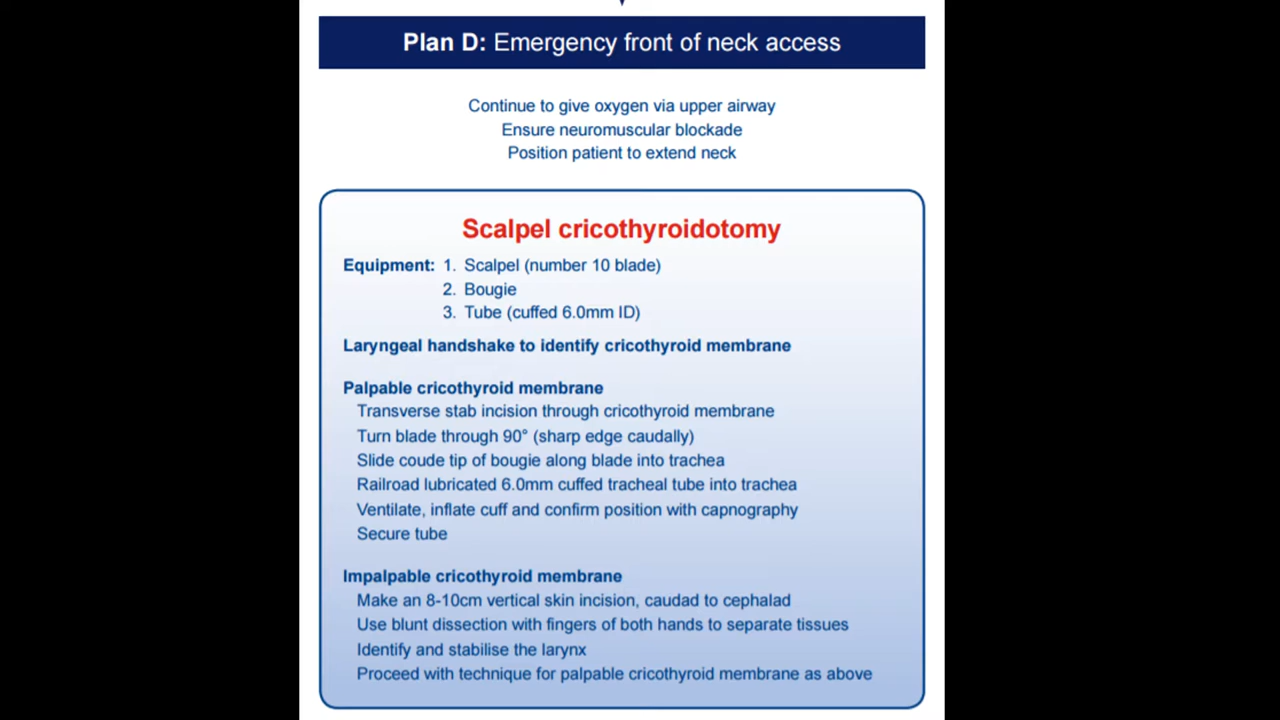 Plan D: Emergency front of neck access
Continue to give oxygen via upper airway
Ensure neuromuscular blockade
Position patient to extend neck
Scalpel cricothyroidotomy
Equipment: 1. Scalpel (number 10 blade)
2. Bougie
3. Tube (cuffed 6.0mm ID)
Laryngeal handshake to identify cricothyroid membrane
Palpable cricothyroid membrane
Transverse stab incision through cricothyroid membrane
Turn blade through 90° (sharp edge caudally)
Slide coude tip of bougie along blade into trachea
Railroad lubricated 6.0mm cuffed tracheal tube into trachea
Ventilate, inflate cuff and confirm position with capnography
Secure tube
Impalpable cricothyroid membrane
Make an 8-10cm vertical skin incision, caudad to cephalad
Use blunt dissection with fingers of both hands to separate tissues
Identify and stabilise the larynx
Proceed with technique for palpable cricothyroid membrane as above